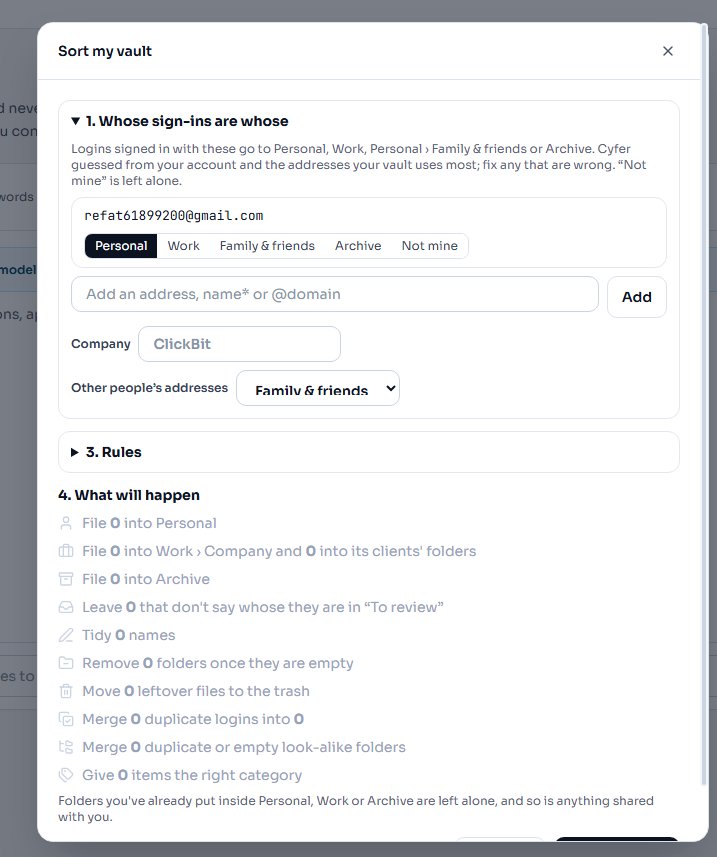 Sort my vault
d neve
u con
words
model
ons, ap
es to
1. Whose sign-ins are whose
Logins signed in with these go to Personal, Work, Personal › Family & friends or Archive. Cyfer
guessed from your account and the addresses your vault uses most; fix any that are wrong. “Not
mine” is left alone.
refat61899200@gmail.com
Personal Work Family & friends Archive Not mine
Add an address, name* or @domain Add
Company ClickBit
Other people's addresses Family & friends
3. Rules
4. What will happen
File 0 into Personal
File 0 into Work › Company and 0 into its clients' folders
File 0 into Archive
Leave 0 that don't say whose they are in “To review”
Tidy 0 names
Remove 0 folders once they are empty
Move 0 leftover files to the trash
Merge 0 duplicate logins into 0
Merge 0 duplicate or empty look-alike folders
Give 0 items the right category
Folders you've already put inside Personal, Work or Archive are left alone, and so is anything shared
with you.